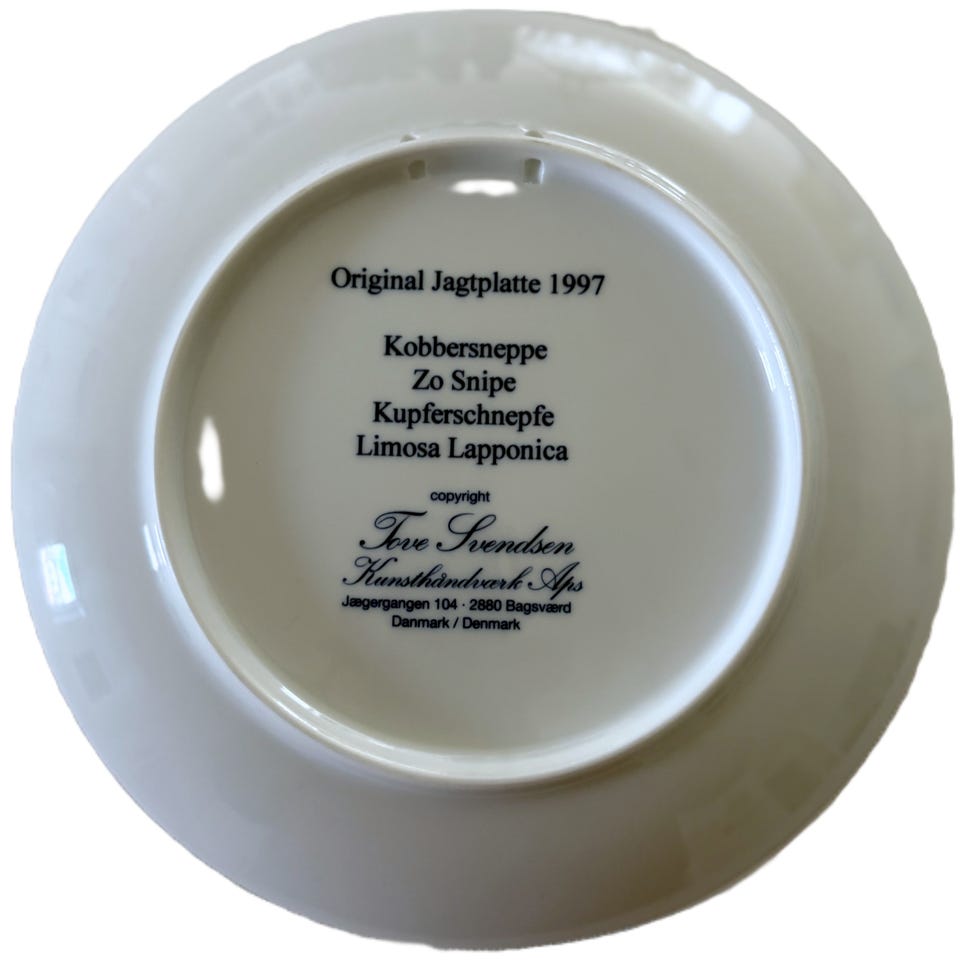 Original Jagtplatte 1997
Kobbersneppe
Zo Snipe
Kupferschnepfe
Limosa Lapponica
copyright
Tove Svendsen
Kunsthåndværk Aps
Jægergangen 104 · 2880 Bagsværd
Danmark / Denmark